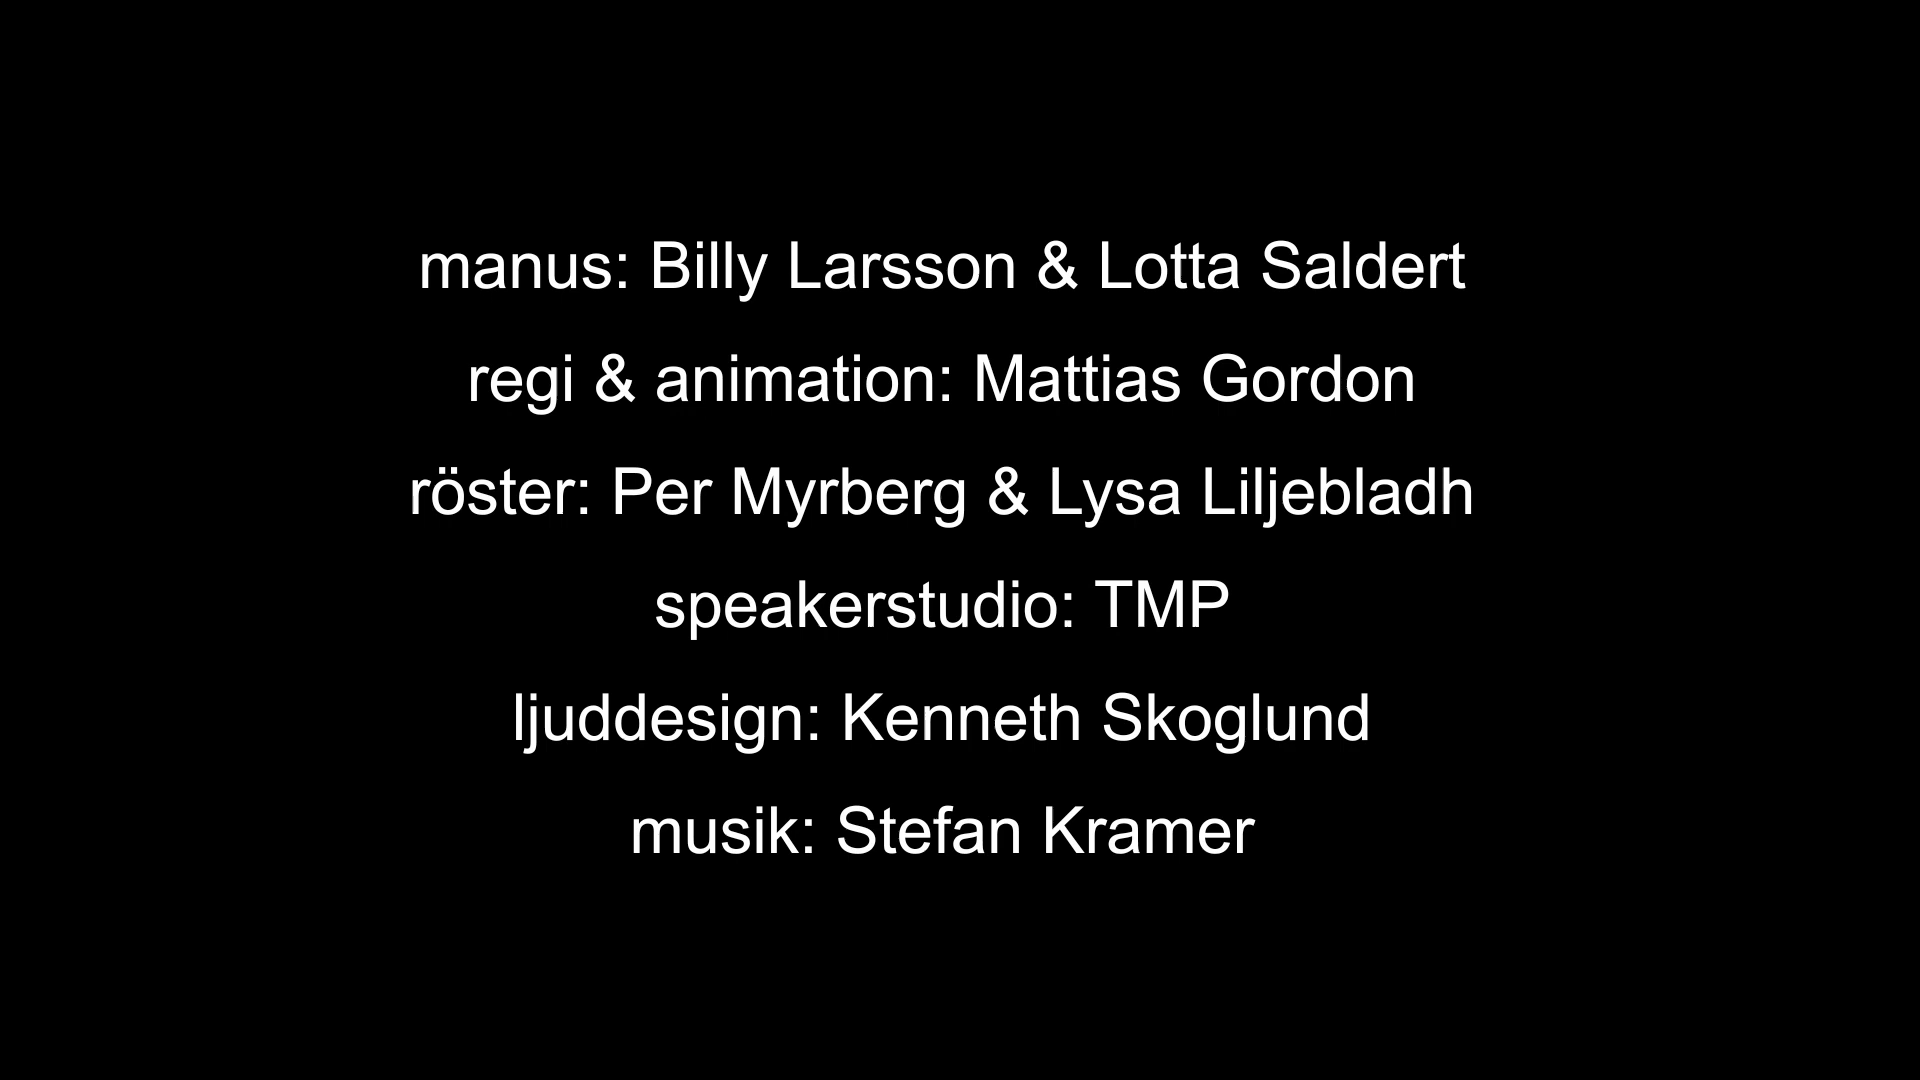 manus: Billy Larsson & Lotta Saldert
regi & animation: Mattias Gordon
röster: Per Myrberg & Lysa Liljebladh
speakerstudio: TMP
ljuddesign: Kenneth Skoglund
musik: Stefan Kramer